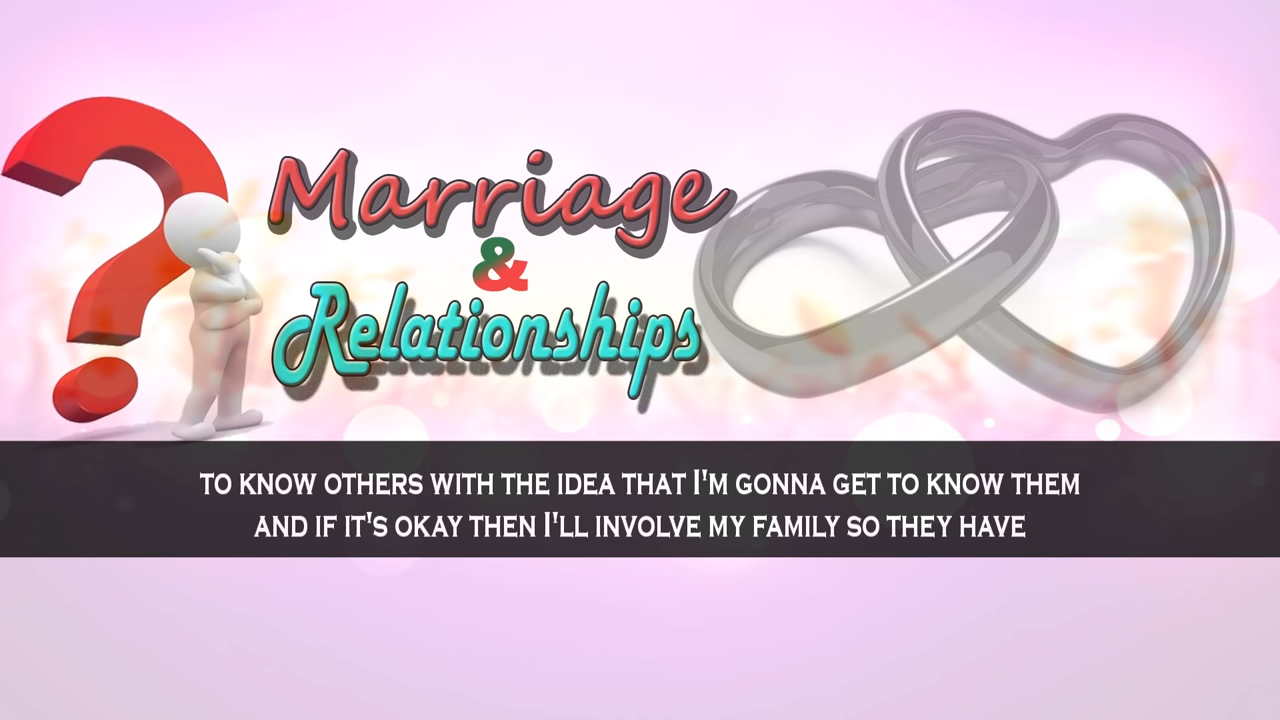 Marriage
&
Relationships
TO KNOW OTHERS WITH THE IDEA THAT I'M GONNA GET TO KNOW THEM
AND IF IT'S OKAY THEN I'LL INVOLVE MY FAMILY SO THEY HAVE